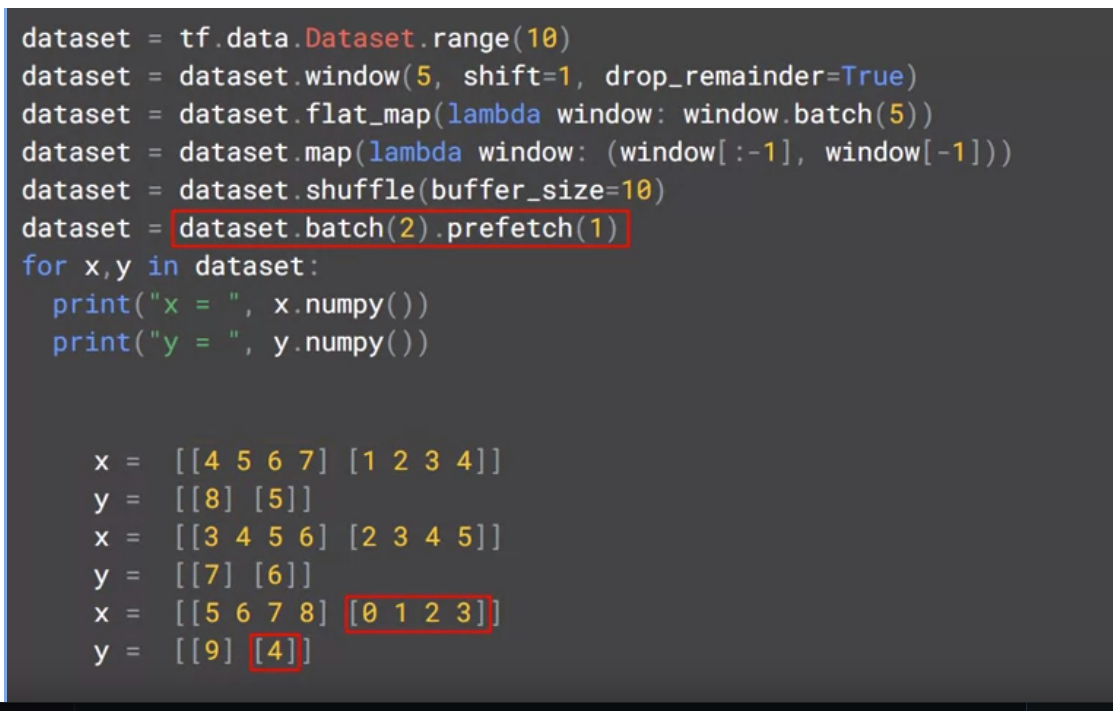 dataset = tf.data.Dataset.range(10)
dataset = dataset.window(5, shift=1, drop_remainder=True)
dataset = dataset.flat_map(lambda window: window.batch(5))
dataset = dataset.map(lambda window: (window[:-1], window[-1]))
dataset = dataset.shuffle(buffer_size=10)
dataset = dataset.batch(2).prefetch(1)
for x,y in dataset:
  print("x = ", x.numpy())
  print("y = ", y.numpy())
x =  [[4 5 6 7] [1 2 3 4]]
y =  [[8] [5]]
x =  [[3 4 5 6] [2 3 4 5]]
y =  [[7] [6]]
x =  [[5 6 7 8] [0 1 2 3]]
y =  [[9] [4]]